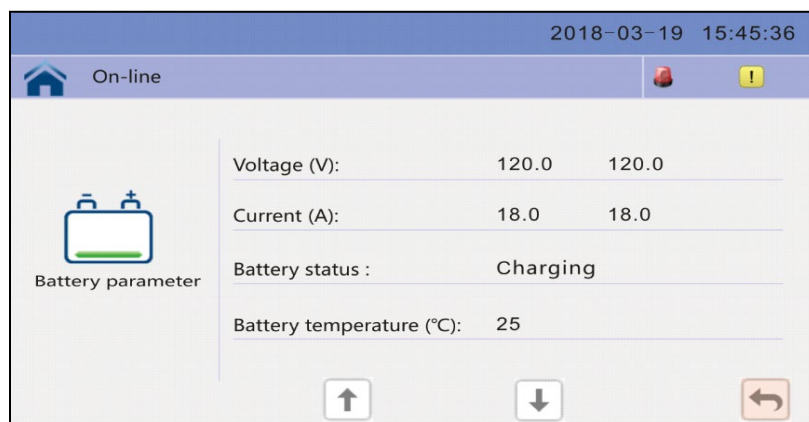 2018-03-19 15:45:36
On-line
!
Voltage (V): 120.0 120.0
Current (A): 18.0 18.0
Battery status : Charging
Battery parameter
Battery temperature (℃): 25